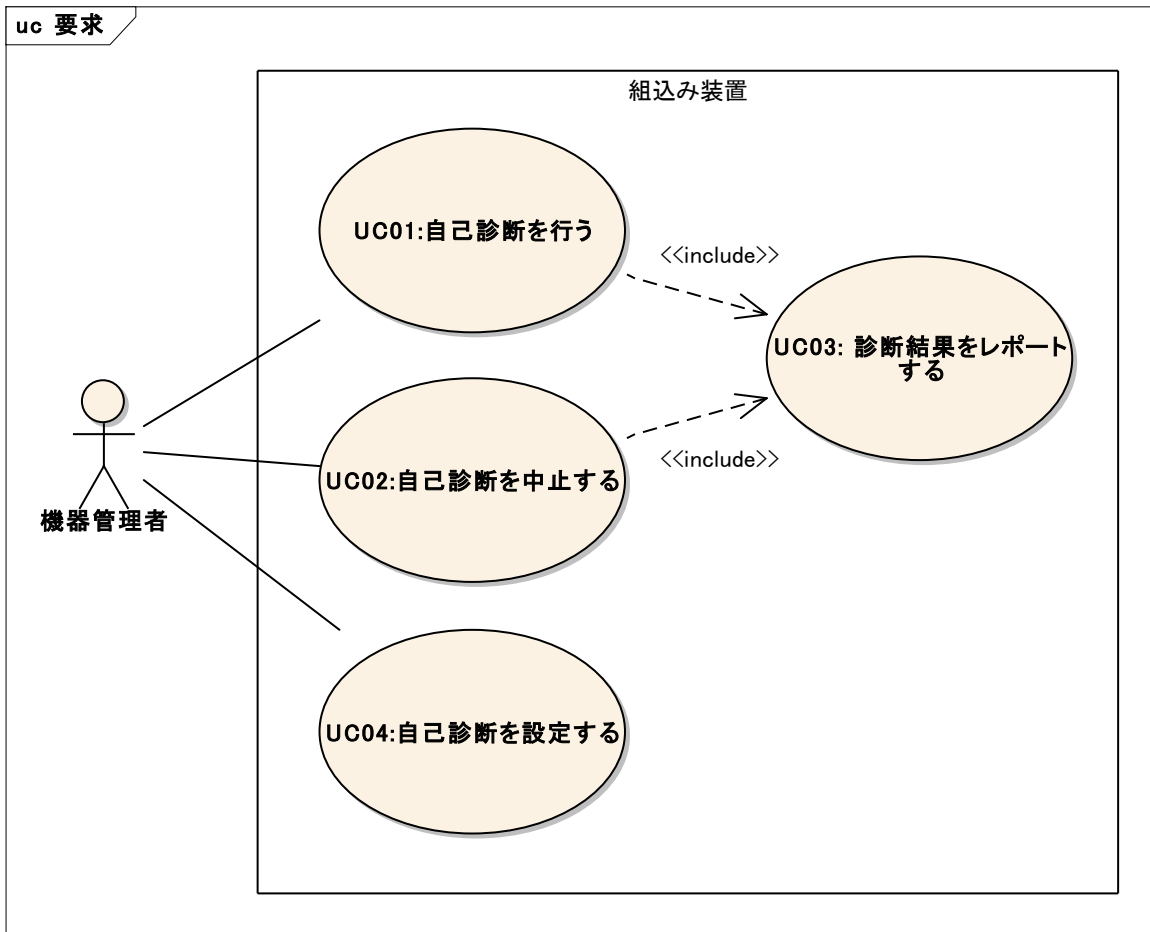 uc 要求
組込み装置
UC01:自己診断を行う
<<include>>
UC03: 診断結果をレポート
する
UC02:自己診断を中止する
<<include>>
機器管理者
UC04:自己診断を設定する